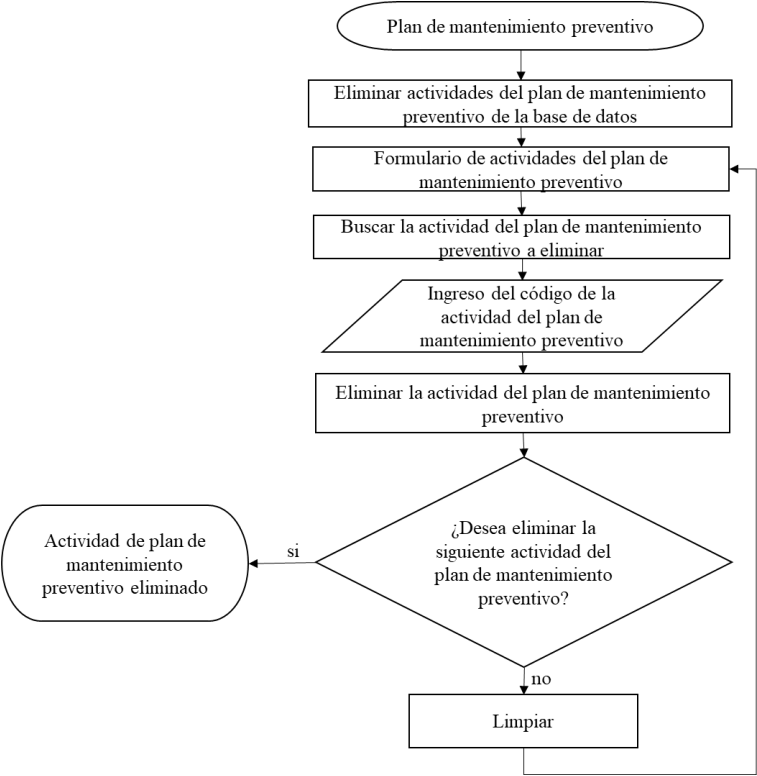 Plan de mantenimiento preventivo
Eliminar actividades del plan de mantenimiento
preventivo de la base de datos
Formulario de actividades del plan de
mantenimiento preventivo
Buscar la actividad del plan de mantenimiento
preventivo a eliminar
Ingreso del código de la
actividad del plan de
mantenimiento preventivo
Eliminar la actividad del plan de mantenimiento
preventivo
¿Desea eliminar la
siguiente actividad del
plan de mantenimiento
preventivo?
si
Actividad de plan de
mantenimiento
preventivo eliminado
no
Limpiar